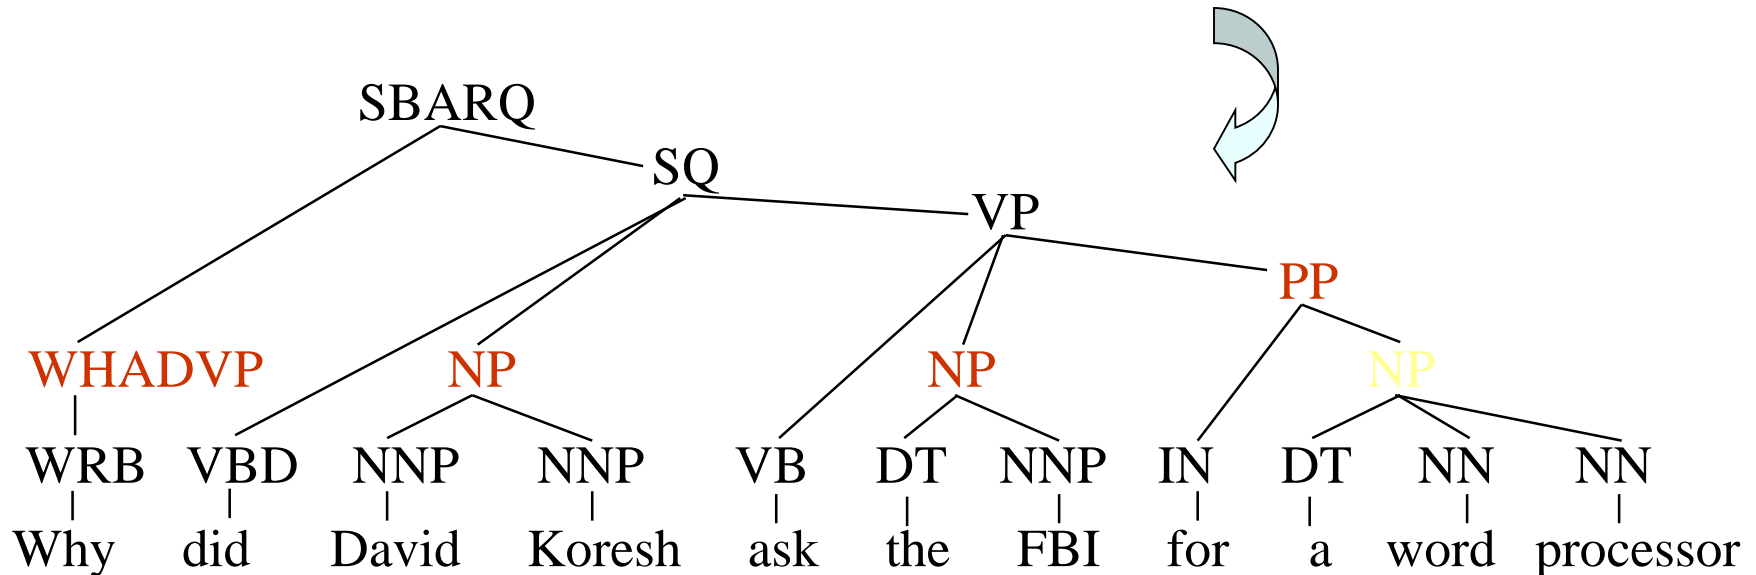 SBARQ
SQ
VP
PP
WHADVP NP NP NP
WRB VBD NNP NNP VB DT NNP IN DT NN NN
Why did David Koresh ask the FBI for a word processor